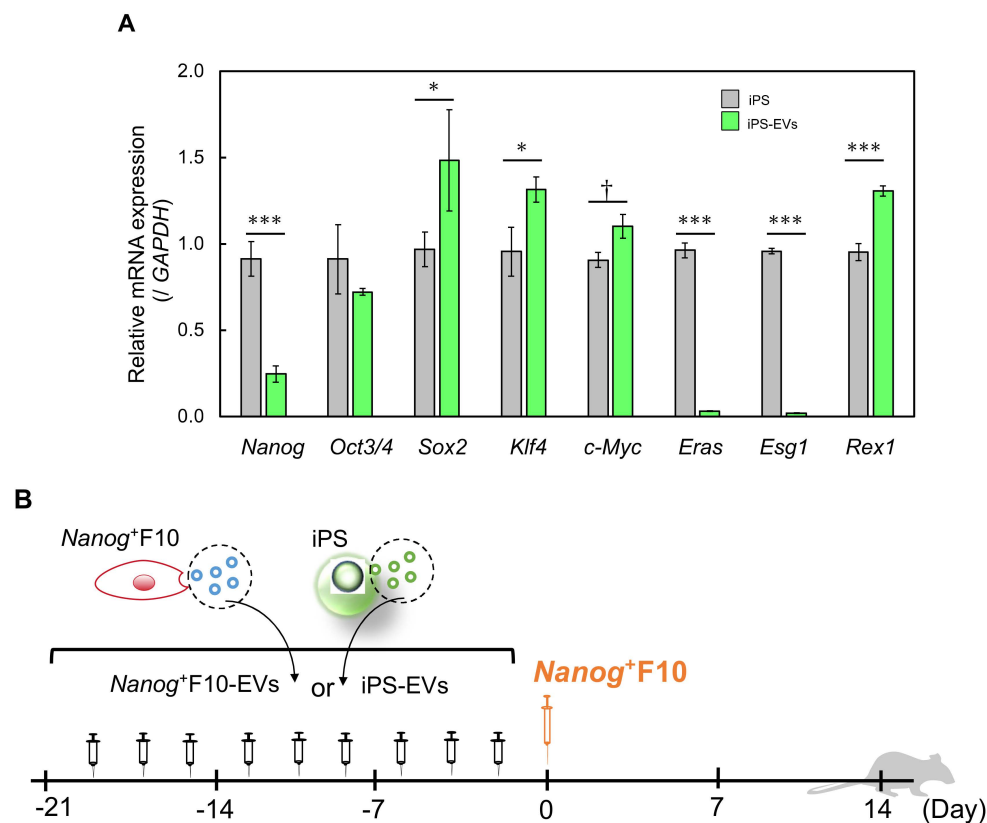 A
2.0
1.5
1.0
0.5
0.0
Relative mRNA expression
(/ GAPDH)
iPS
iPS-EVs
***
*
*
†
***
***
***
Nanog Oct3/4 Sox2 Klf4 c-Myc Eras Esg1 Rex1
B
Nanog⁺F10
iPS
Nanog⁺F10-EVs or iPS-EVs
Nanog⁺F10
-21 -14 -7 0 7 14 (Day)